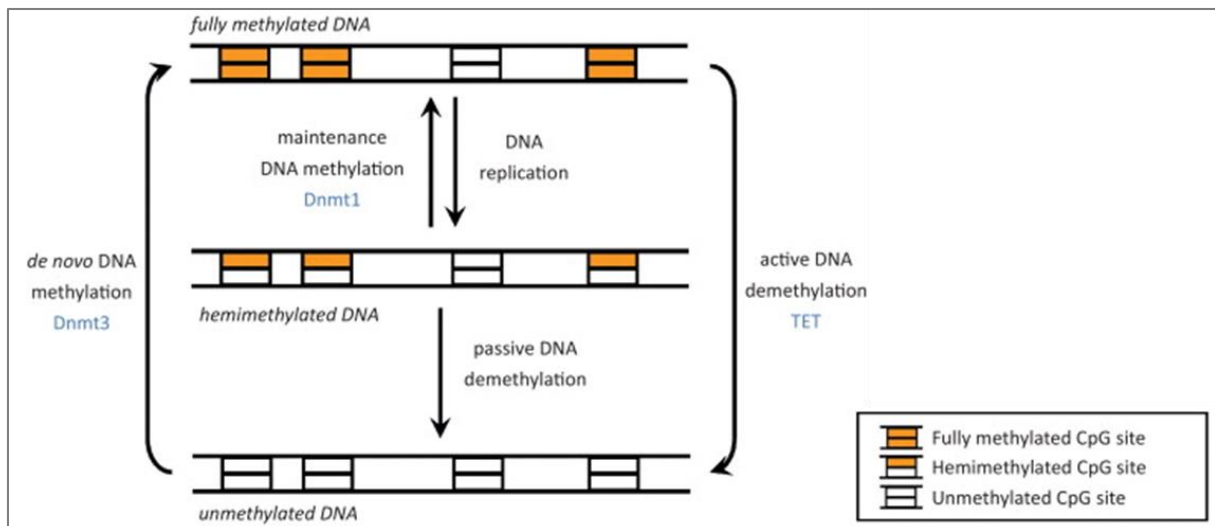 fully methylated DNA
maintenance
DNA methylation
Dnmt1
DNA
replication
de novo DNA
methylation
Dnmt3
active DNA
demethylation
TET
hemimethylated DNA
passive DNA
demethylation
unmethylated DNA
Fully methylated CpG site
Hemimethylated CpG site
Unmethylated CpG site